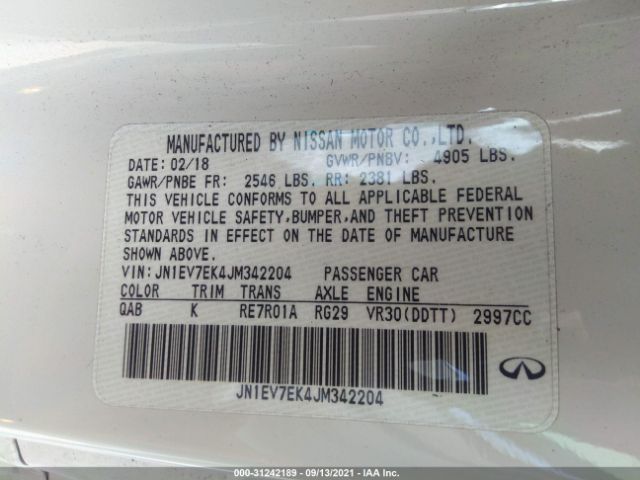 MANUFACTURED BY NISSAN MOTOR CO.,LTD.
DATE: 02/18 GVWR/PNBV: 4905 LBS.
GAWR/PNBE FR: 2546 LBS. RR: 2381 LBS.
THIS VEHICLE CONFORMS TO ALL APPLICABLE FEDERAL
MOTOR VEHICLE SAFETY,BUMPER,AND THEFT PREVENTION
STANDARDS IN EFFECT ON THE DATE OF MANUFACTURE
SHOWN ABOVE.
VIN:JN1EV7EK4JM342204 PASSENGER CAR
COLOR TRIM TRANS AXLE ENGINE
QAB K RE7R01A RG29 VR30(DDTT) 2997CC
JN1EV7EK4JM342204
INFINITI
000-31242189 - 09/13/2021 - IAA Inc.